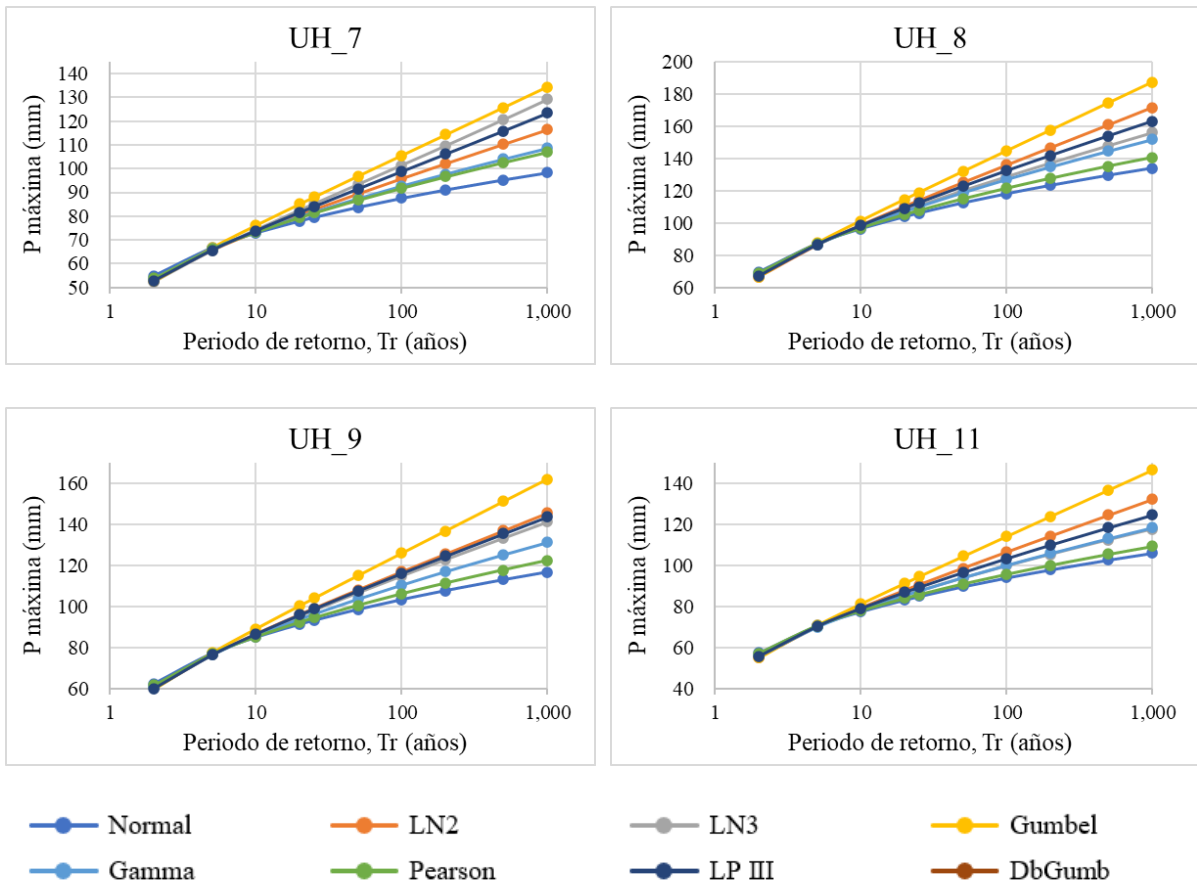 UH_7
140
130
120
110
100
90
80
70
60
50
P máxima (mm)
1 10 100 1,000
Periodo de retorno, Tr (años)
UH_8
200
180
160
140
120
100
80
60
P máxima (mm)
1 10 100 1,000
Periodo de retorno, Tr (años)
UH_9
160
140
120
100
80
60
P máxima (mm)
1 10 100 1,000
Periodo de retorno, Tr (años)
UH_11
140
120
100
80
60
40
P máxima (mm)
1 10 100 1,000
Periodo de retorno, Tr (años)
Normal LN2 LN3 Gumbel
Gamma Pearson LP III DbGumb